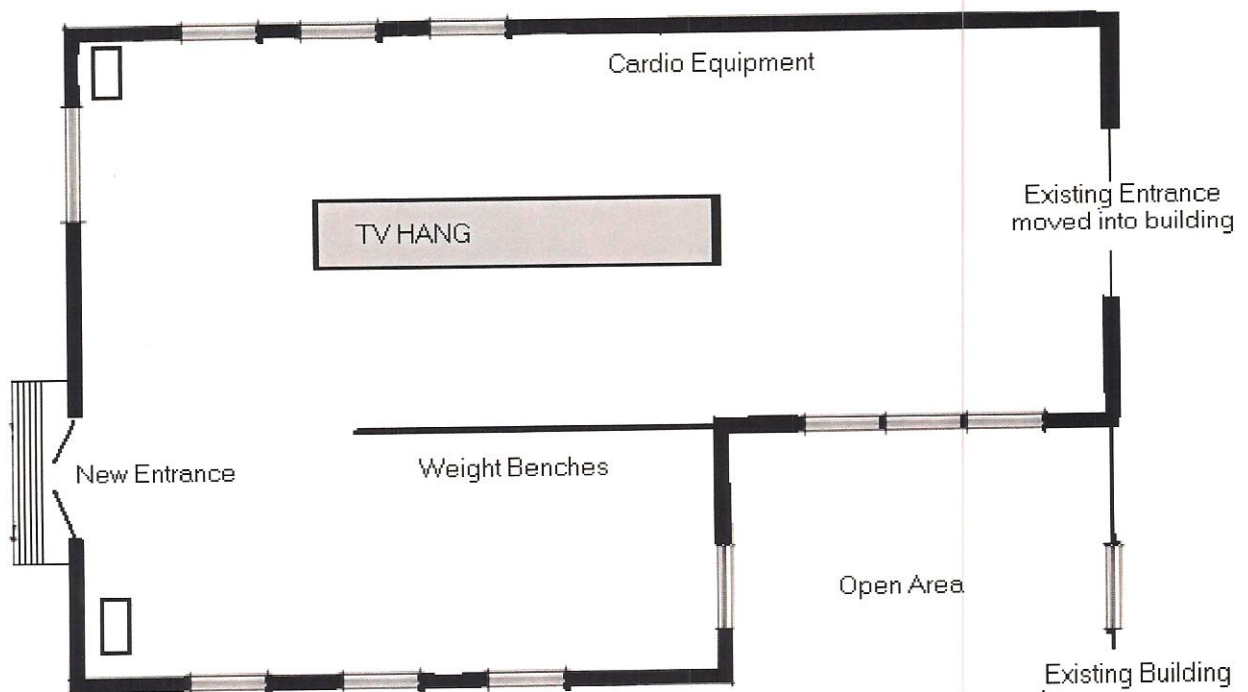 Cardio Equipment
Existing Entrance
moved into building
TV HANG
New Entrance
Weight Benches
Open Area
Existing Building